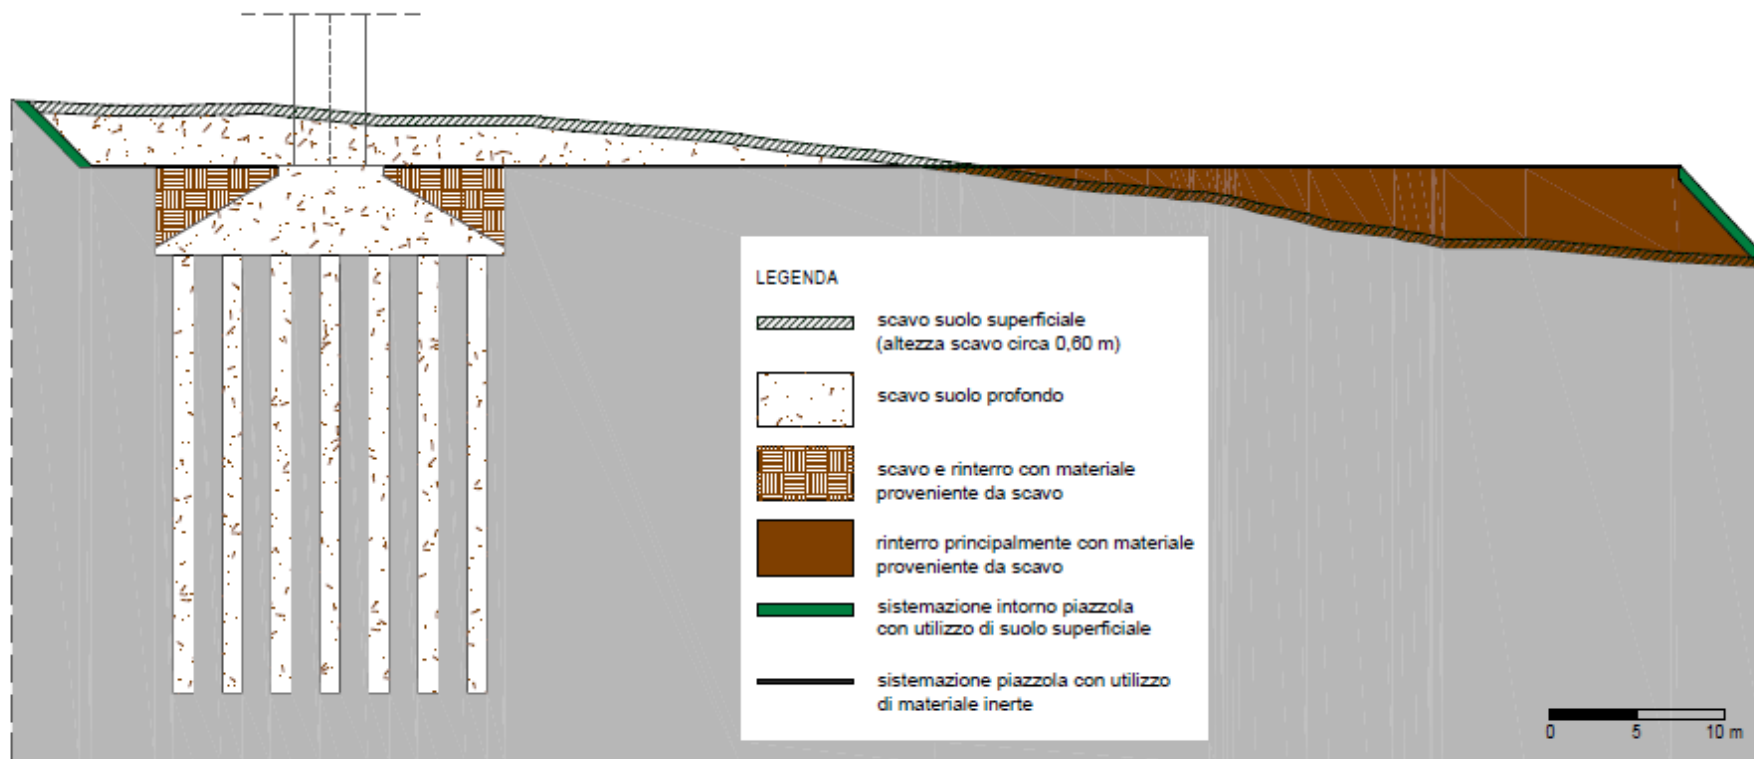 LEGENDA
scavo suolo superficiale
(altezza scavo circa 0,60 m)
scavo suolo profondo
scavo e rinterro con materiale
proveniente da scavo
rinterro principalmente con materiale
proveniente da scavo
sistemazione intorno piazzola
con utilizzo di suolo superficiale
sistemazione piazzola con utilizzo
di materiale inerte
0 5 10 m